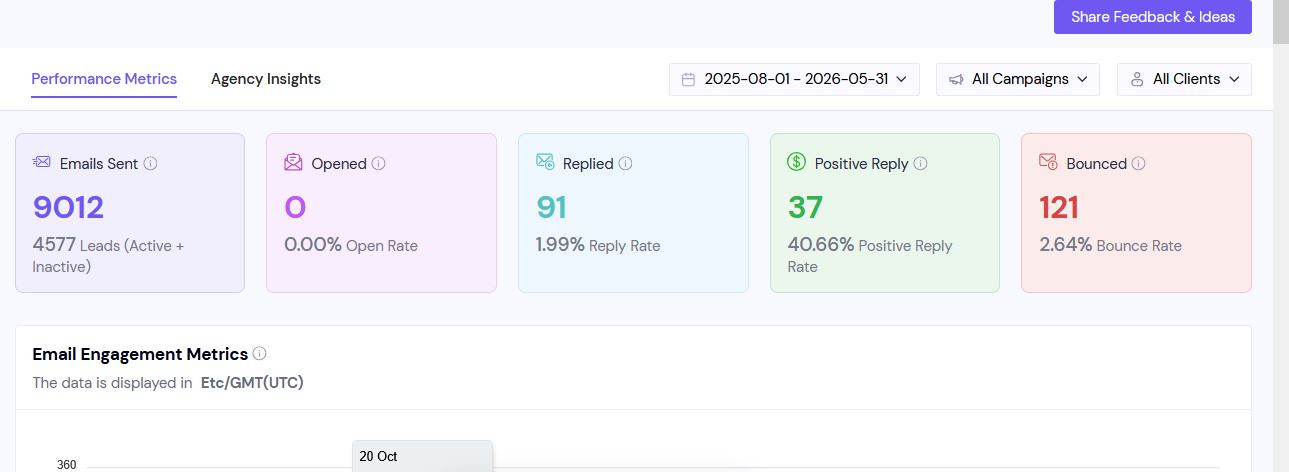 Share Feedback & Ideas
Performance Metrics
Agency Insights
2025-08-01 - 2026-05-31
All Campaigns
All Clients
Emails Sent
9012
4577 Leads (Active +
Inactive)
Opened
0
0.00% Open Rate
Replied
91
1.99% Reply Rate
Positive Reply
37
40.66% Positive Reply
Rate
Bounced
121
2.64% Bounce Rate
Email Engagement Metrics
The data is displayed in Etc/GMT(UTC)
20 Oct
360